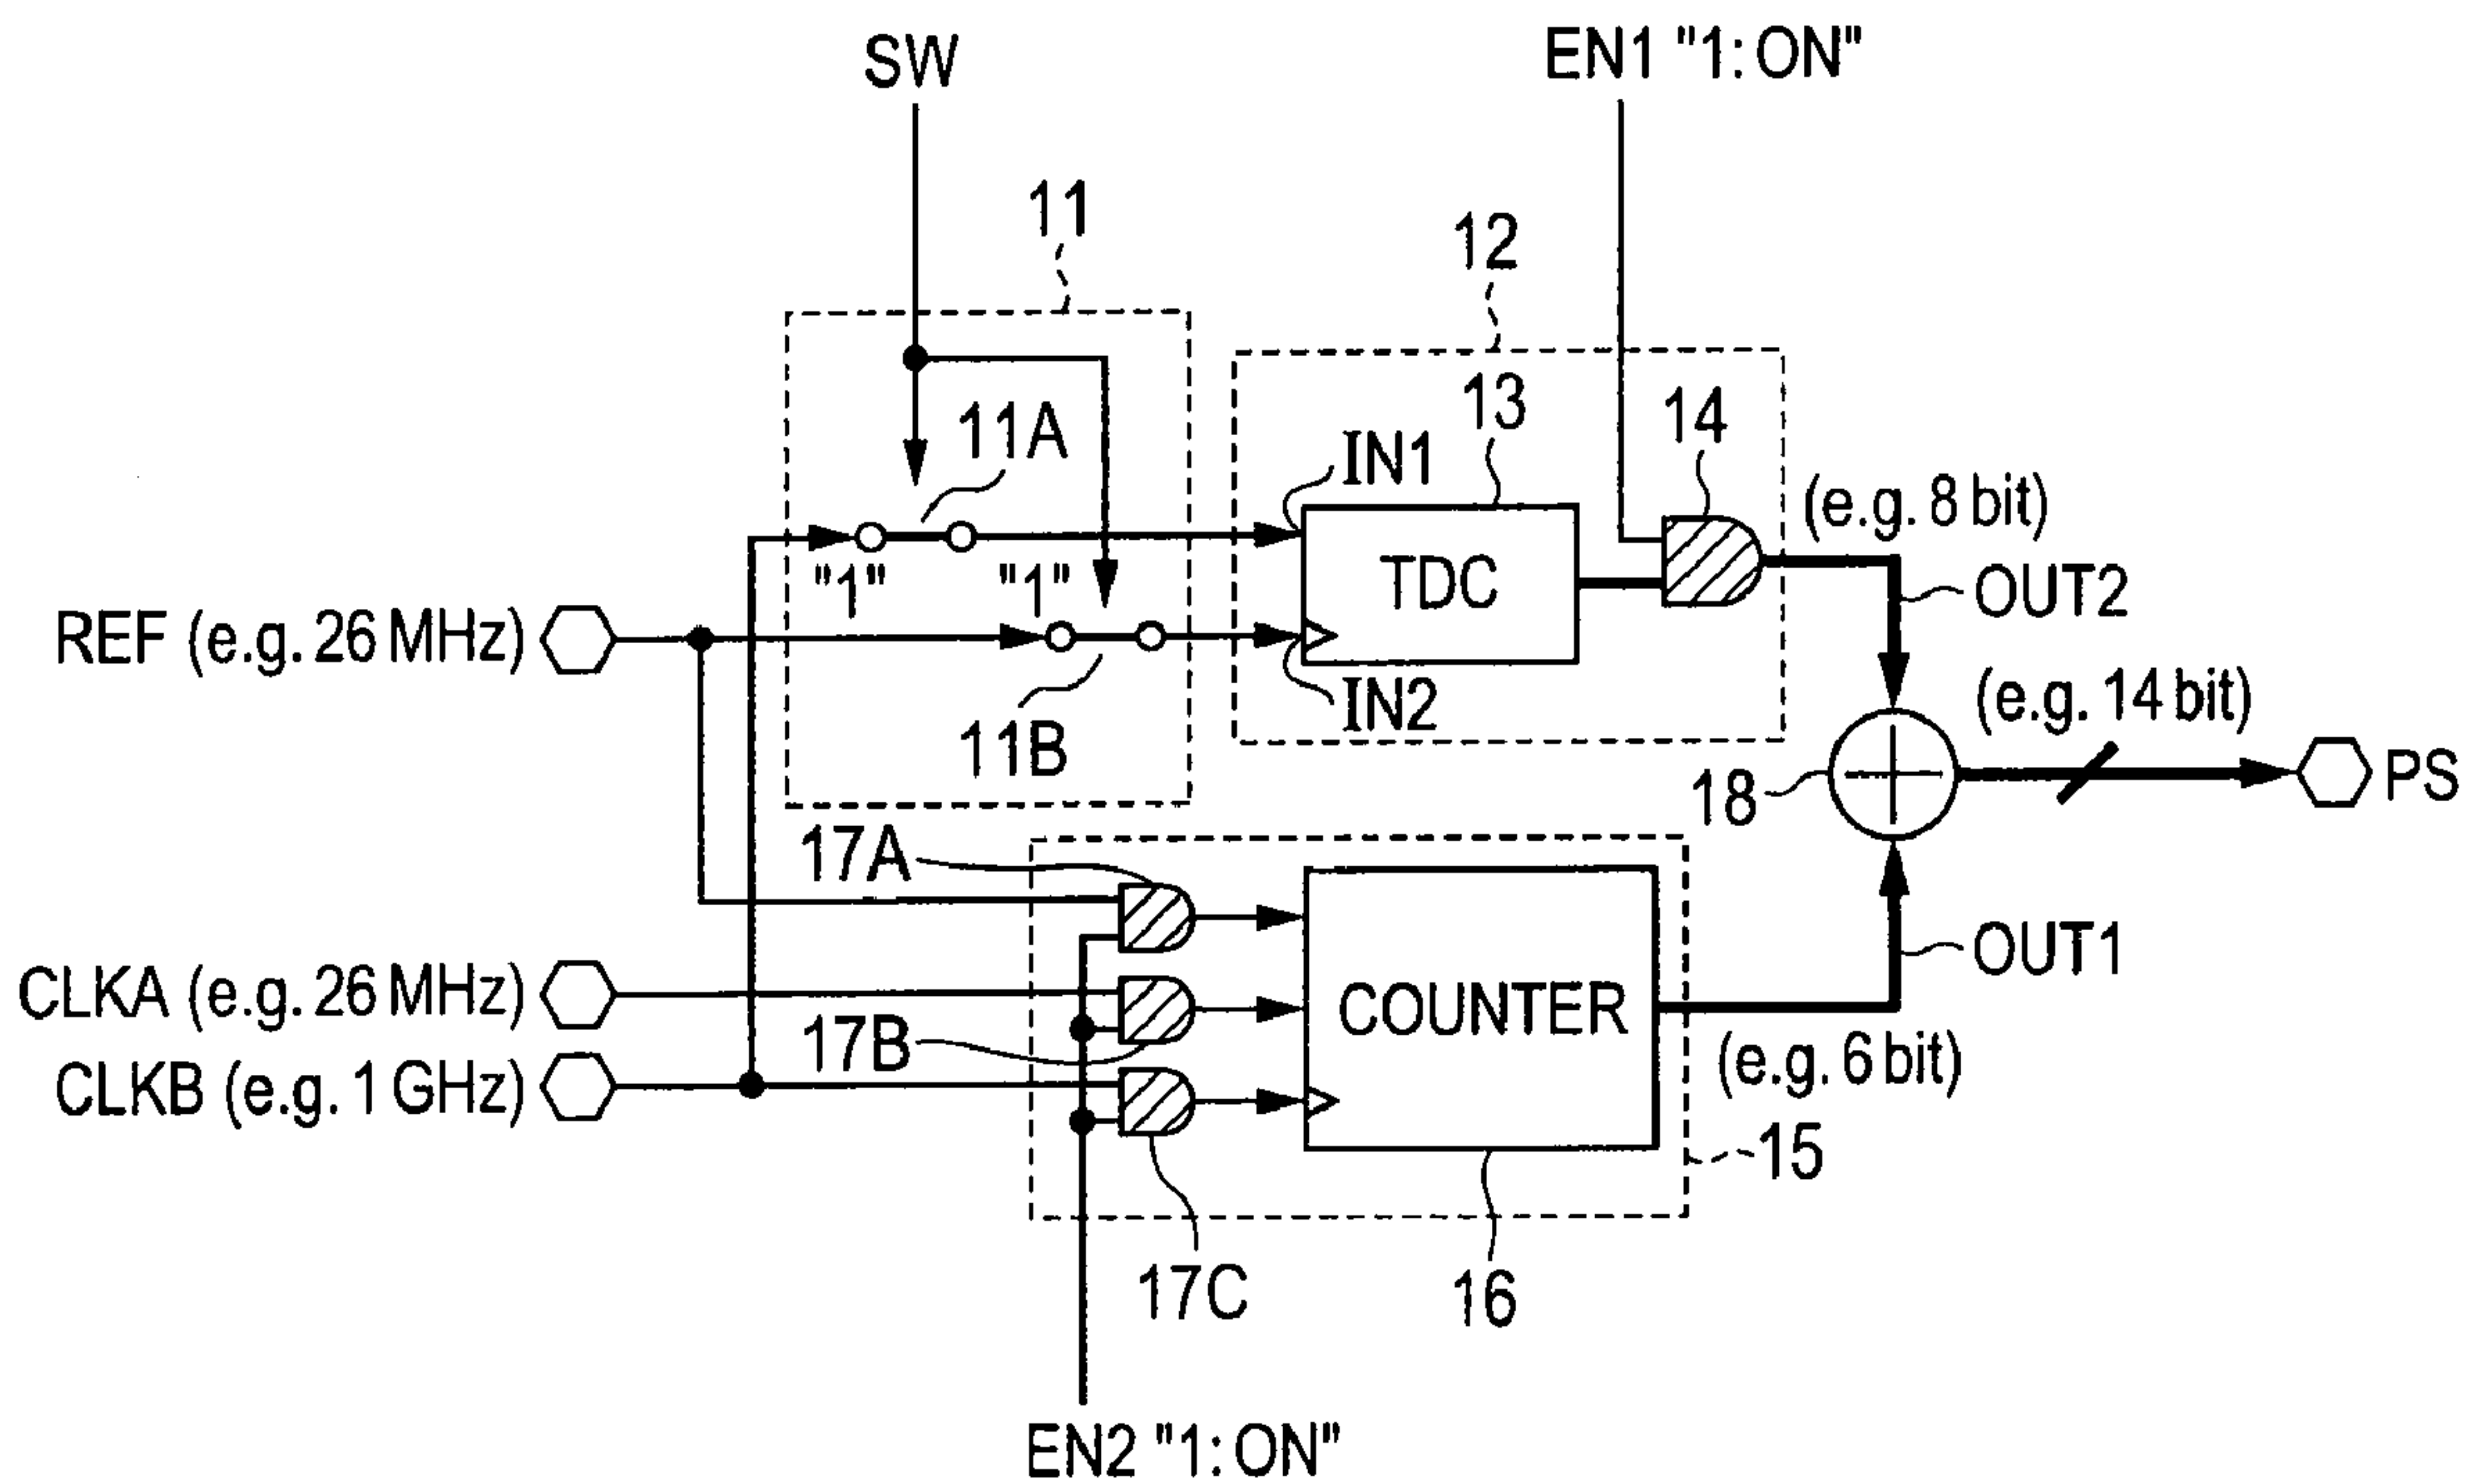 SW
EN1 "1:ON"
11
12
11A
13
14
IN1
(e.g. 8 bit)
"1"
"1"
TDC
OUT2
REF (e.g. 26 MHz)
IN2
(e.g. 14 bit)
11B
18
PS
17A
CLKA (e.g. 26 MHz)
COUNTER
OUT1
17B
(e.g. 6 bit)
CLKB (e.g. 1 GHz)
15
17C
16
EN2 "1:ON"